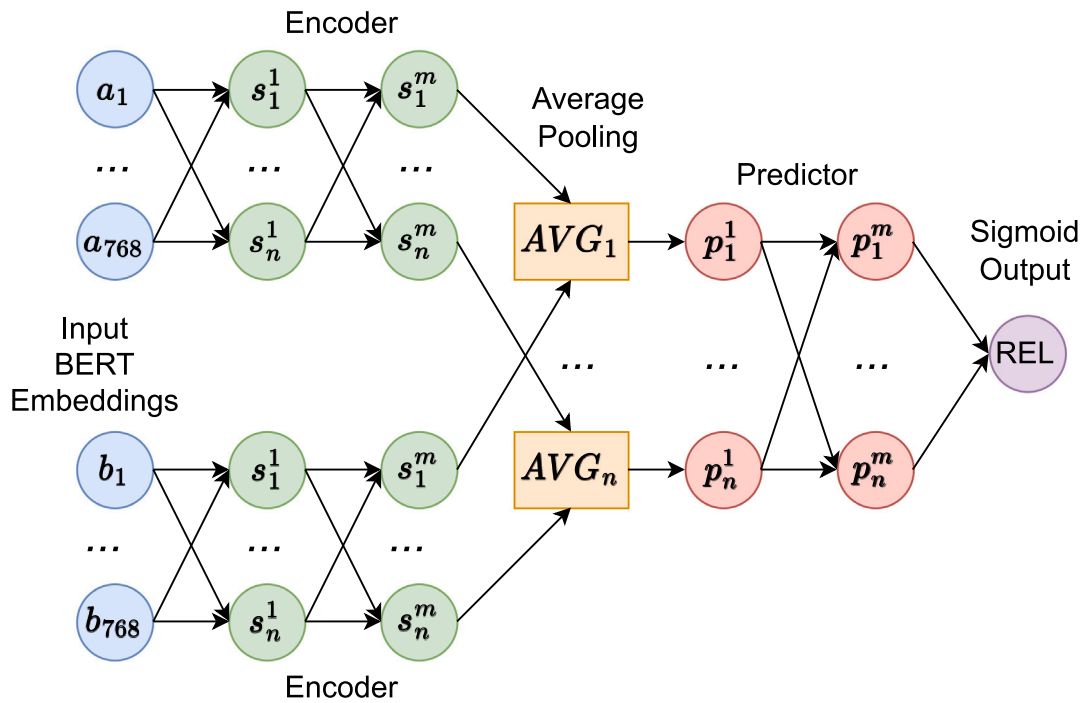 Encoder
a₁ s₁¹ s₁ᵐ
... ... ...
a₇₆₈ sₙ¹ sₙᵐ
Average
Pooling
AVG₁
Predictor
p₁¹ p₁ᵐ
Sigmoid
Output
REL
Input
BERT
Embeddings
... ... ...
b₁ s₁¹ s₁ᵐ
AVGₙ pₙ¹ pₙᵐ
... ... ...
b₇₆₈ sₙ¹ sₙᵐ
Encoder